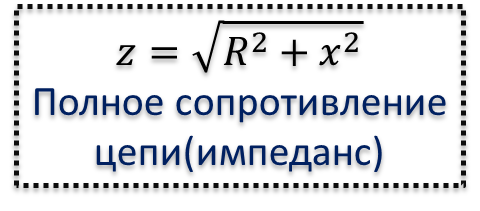 z = √R² + x²
Полное сопротивление
цепи(импеданс)